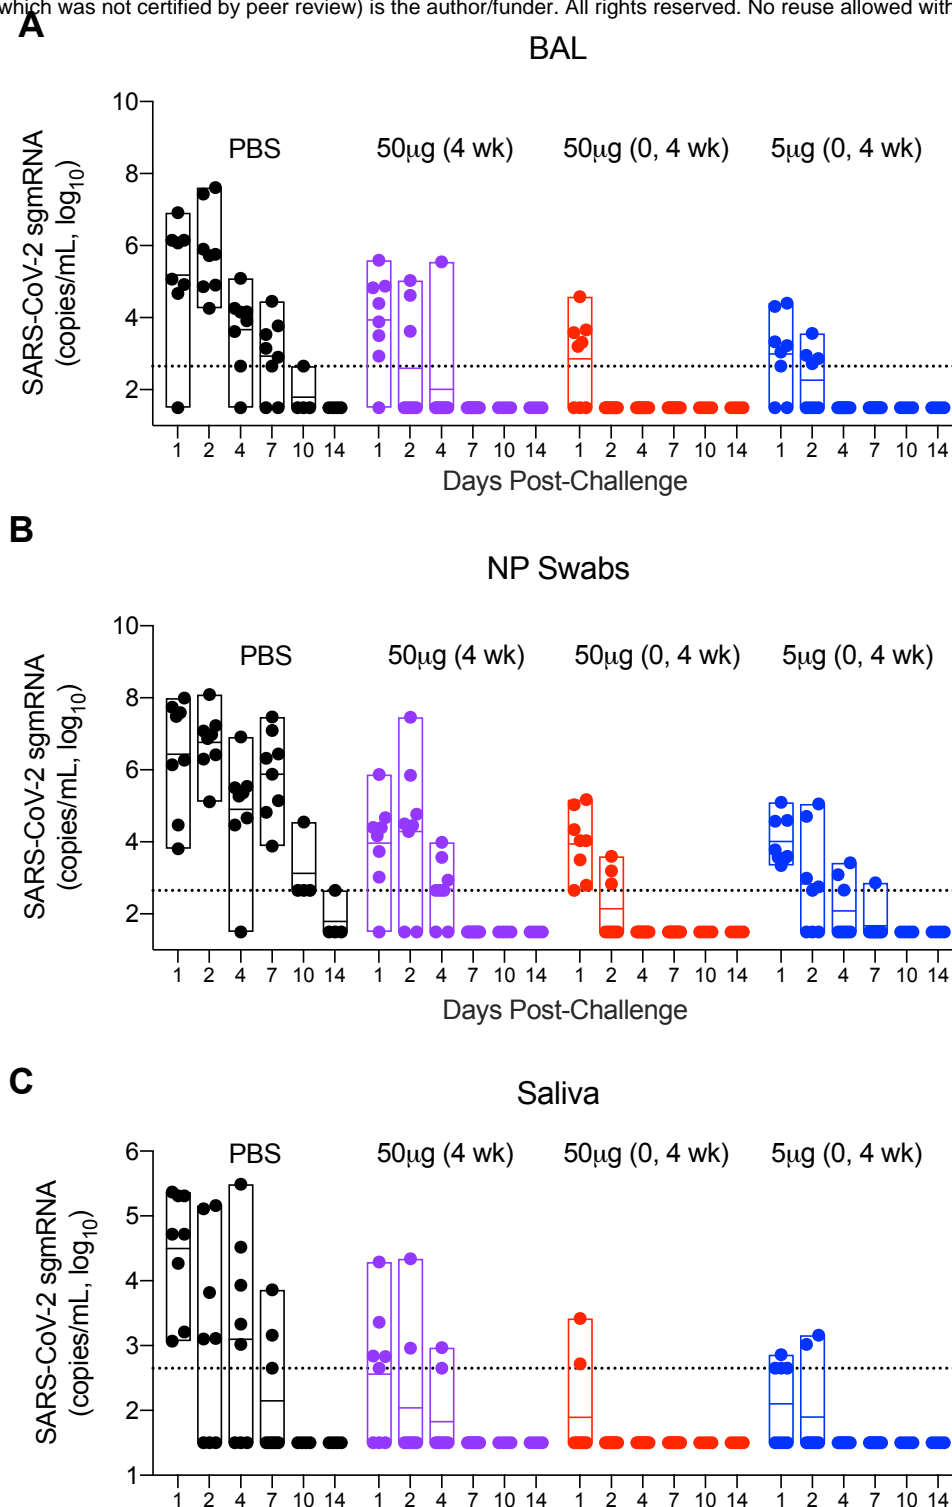 which was not certified by peer review) is the author/funder. All rights reserved. No reuse allowed with
A
BAL
SARS-CoV-2 sgmRNA
(copies/mL, log10)
10
8
6
4
2
PBS
50μg (4 wk)
50μg (0, 4 wk)
5μg (0, 4 wk)
1 2 4 7 10 14 1 2 4 7 10 14 1 2 4 7 10 14 1 2 4 7 10 14
Days Post-Challenge
B
NP Swabs
SARS-CoV-2 sgmRNA
(copies/mL, log10)
10
8
6
4
2
PBS
50μg (4 wk)
50μg (0, 4 wk)
5μg (0, 4 wk)
1 2 4 7 10 14 1 2 4 7 10 14 1 2 4 7 10 14 1 2 4 7 10 14
Days Post-Challenge
C
Saliva
SARS-CoV-2 sgmRNA
(copies/mL, log10)
6
5
4
3
2
1
PBS
50μg (4 wk)
50μg (0, 4 wk)
5μg (0, 4 wk)
1 2 4 7 10 14 1 2 4 7 10 14 1 2 4 7 10 14 1 2 4 7 10 14